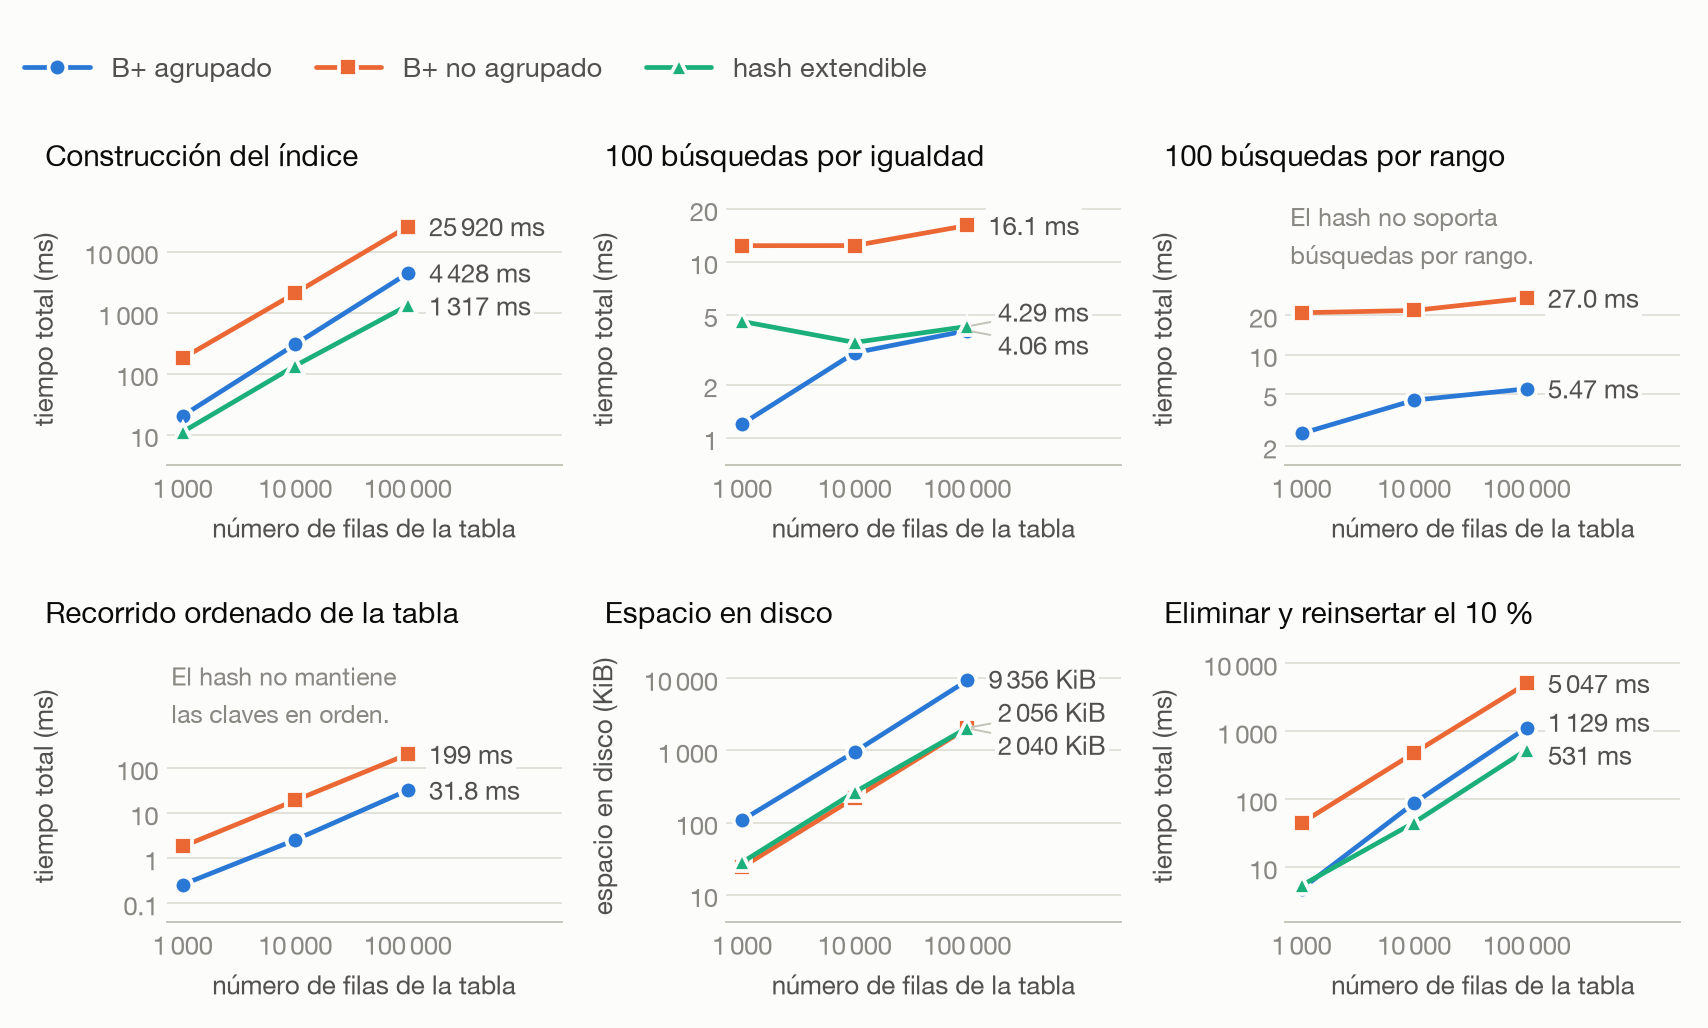 B+ agrupado
B+ no agrupado
hash extendible
Construcción del índice
tiempo total (ms)
10 000
1 000
100
10
25 920 ms
4 428 ms
1 317 ms
1 000 10 000 100 000
número de filas de la tabla
100 búsquedas por igualdad
tiempo total (ms)
20
10
5
2
1
16.1 ms
4.29 ms
4.06 ms
1 000 10 000 100 000
número de filas de la tabla
100 búsquedas por rango
El hash no soporta
búsquedas por rango.
tiempo total (ms)
20
10
5
2
27.0 ms
5.47 ms
1 000 10 000 100 000
número de filas de la tabla
Recorrido ordenado de la tabla
El hash no mantiene
las claves en orden.
tiempo total (ms)
100
10
1
0.1
199 ms
31.8 ms
1 000 10 000 100 000
número de filas de la tabla
Espacio en disco
espacio en disco (KiB)
10 000
1 000
100
10
9 356 KiB
2 056 KiB
2 040 KiB
1 000 10 000 100 000
número de filas de la tabla
Eliminar y reinsertar el 10 %
tiempo total (ms)
10 000
1 000
100
10
5 047 ms
1 129 ms
531 ms
1 000 10 000 100 000
número de filas de la tabla